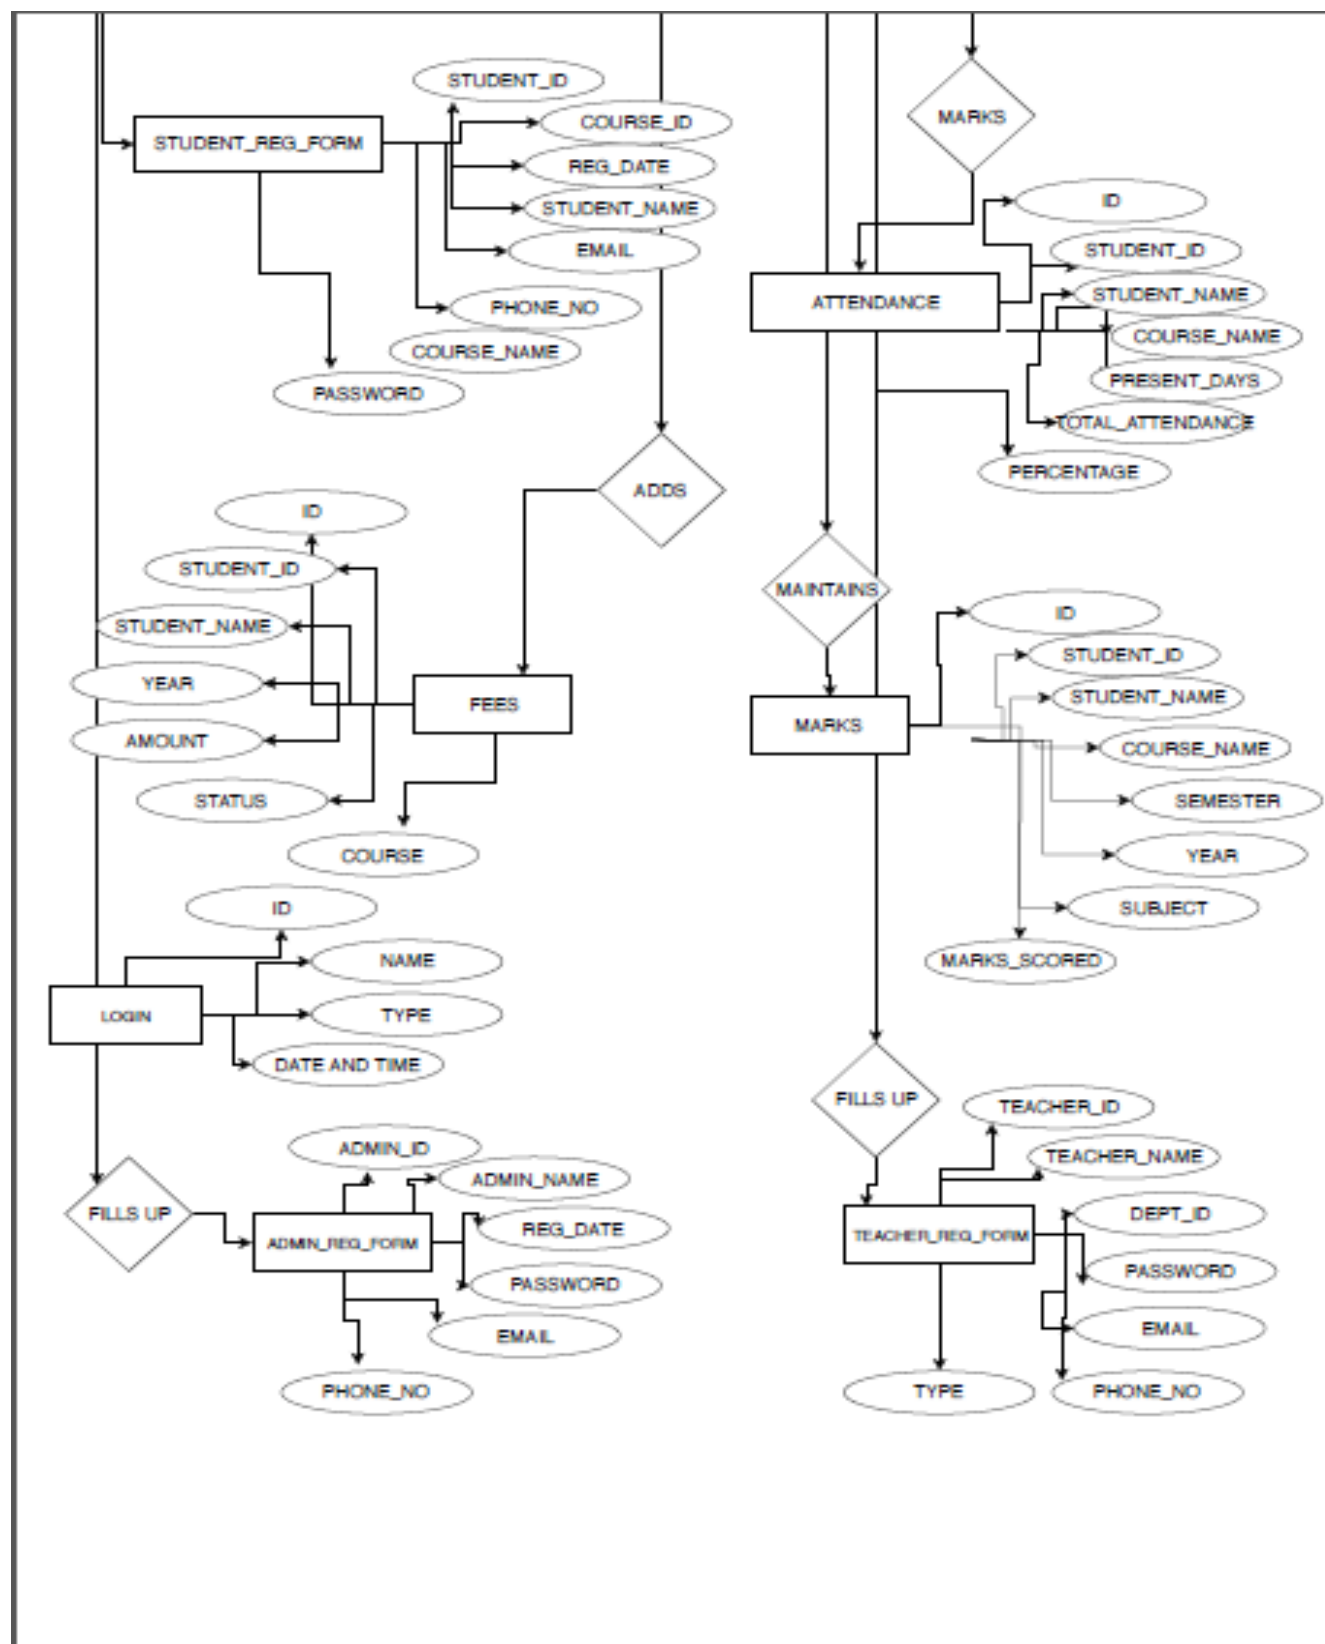 STUDENT_ID
COURSE_ID
STUDENT_REG_FORM
REG_DATE
STUDENT_NAME
EMAIL
PHONE_NO
COURSE_NAME
PASSWORD
MARKS
ID
STUDENT_ID
ATTENDANCE
STUDENT_NAME
COURSE_NAME
PRESENT_DAYS
TOTAL_ATTENDANCE
PERCENTAGE
ADDS
ID
STUDENT_ID
STUDENT_NAME
YEAR
FEES
AMOUNT
STATUS
COURSE
MAINTAINS
ID
STUDENT_ID
STUDENT_NAME
MARKS
COURSE_NAME
SEMESTER
YEAR
SUBJECT
MARKS_SCORED
ID
NAME
LOGIN
TYPE
DATE AND TIME
FILLS UP
ADMIN_ID
ADMIN_NAME
REG_DATE
ADMIN_REG_FORM
PASSWORD
EMAIL
PHONE_NO
FILLS UP
TEACHER_ID
TEACHER_NAME
DEPT_ID
TEACHER_REG_FORM
PASSWORD
EMAIL
TYPE
PHONE_NO